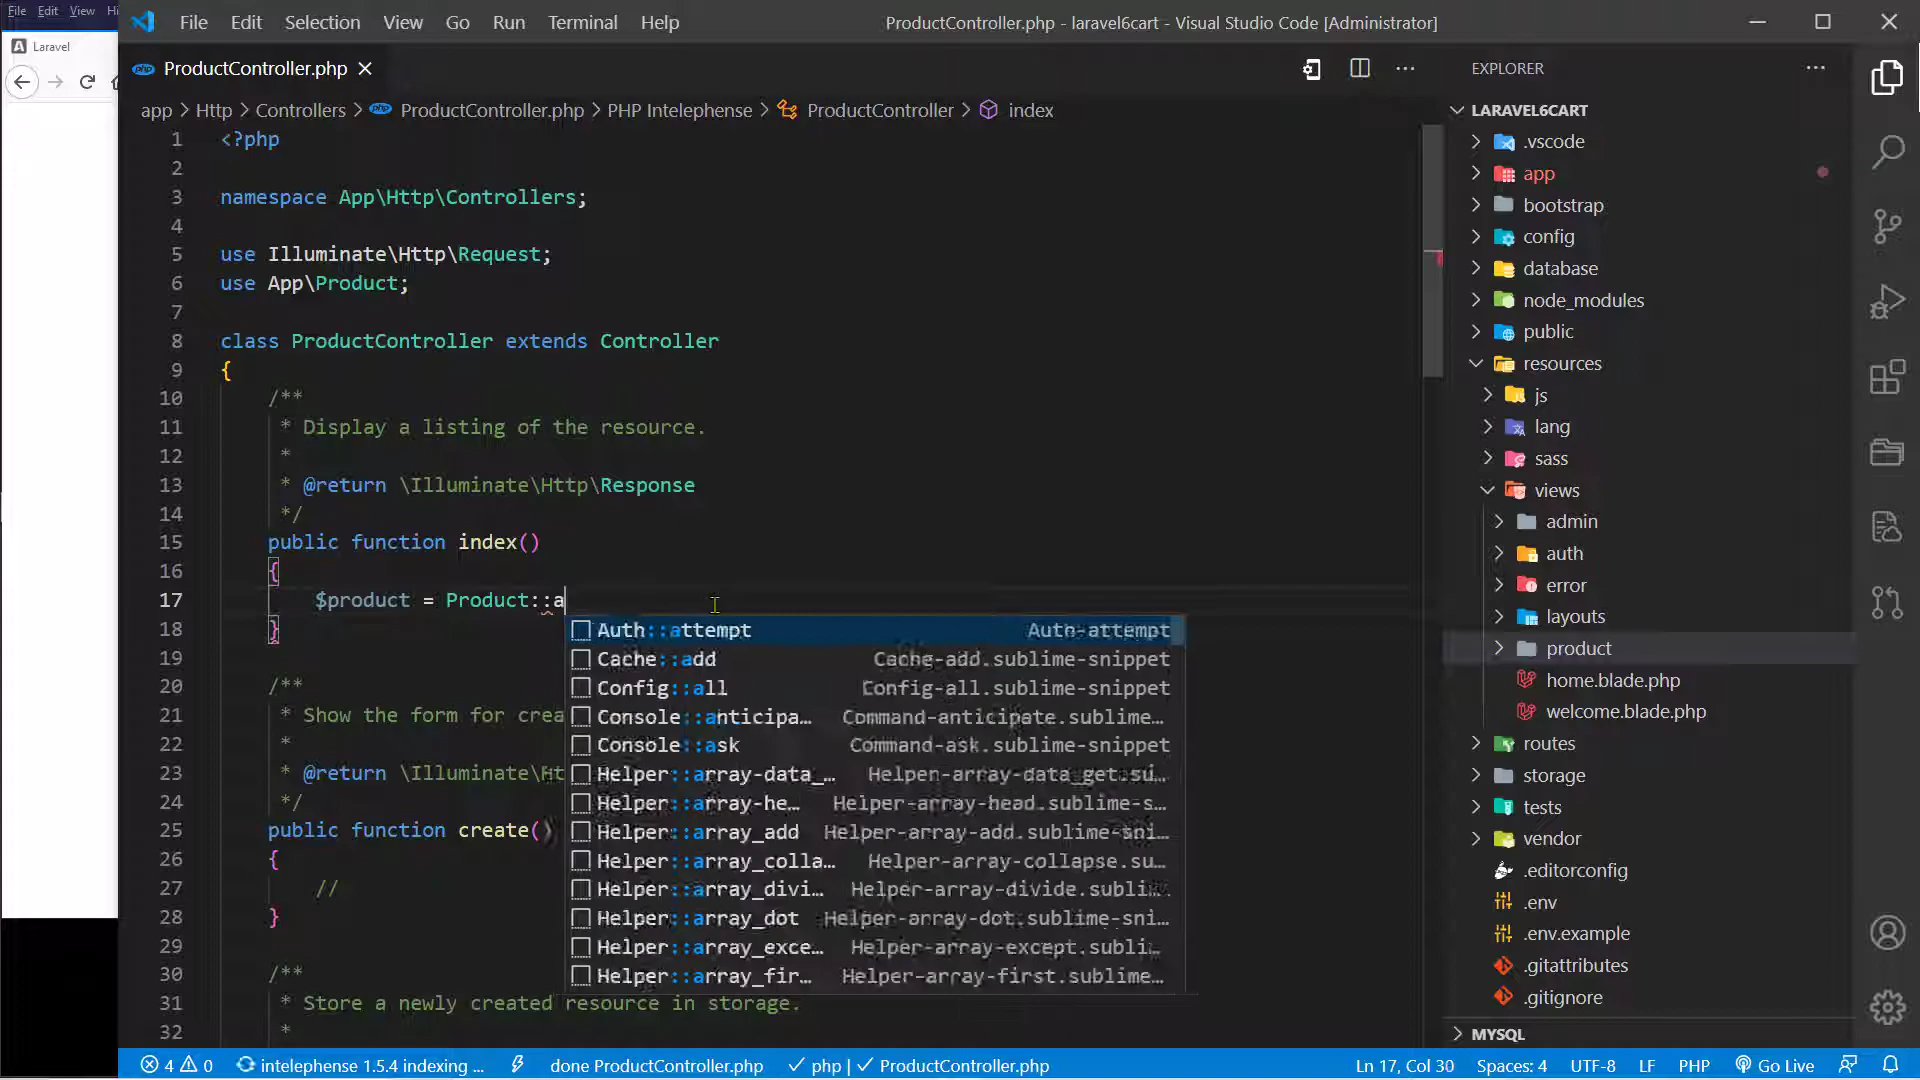 File Edit View Hi
Laravel
File Edit Selection View Go Run Terminal Help
ProductController.php - laravel6cart - Visual Studio Code [Administrator]
ProductController.php
app > Http > Controllers > ProductController.php > PHP Intelephense > ProductController > index
1 <?php
2
3 namespace App\Http\Controllers;
4
5 use Illuminate\Http\Request;
6 use App\Product;
7
8 class ProductController extends Controller
9 {
10 /**
11 * Display a listing of the resource.
12 *
13 * @return \Illuminate\Http\Response
14 */
15 public function index()
16 {
17 $product = Product::a
18 }
19
20 /**
21 * Show the form for crea
22 *
23 * @return \Illuminate\Ht
24 */
25 public function create()
26 {
27 //
28 }
29
30 /**
31 * Store a newly created resource in storage.
32 *
Auth::attempt Auth-attempt
Cache::add Cache-add.sublime-snippet
Config::all Config-all.sublime-snippet
Console::anticipa… Command-anticipate.sublime…
Console::ask Command-ask.sublime-snippet
Helper::array-data_… Helper-array-data_get.su…
Helper::array-he… Helper-array-head.sublime-s…
Helper::array_add Helper-array-add.sublime-sni…
Helper::array_colla… Helper-array-collapse.su…
Helper::array_divi… Helper-array-divide.subli…
Helper::array_dot Helper-array-dot.sublime-sni…
Helper::array_exce… Helper-array-except.subli…
Helper::array_fir… Helper-array-first.sublime…
EXPLORER
LARAVEL6CART
.vscode
app
bootstrap
config
database
node_modules
public
resources
js
lang
sass
views
admin
auth
error
layouts
product
home.blade.php
welcome.blade.php
routes
storage
tests
vendor
.editorconfig
.env
.env.example
.gitattributes
.gitignore
MYSQL
4 0 intelephense 1.5.4 indexing ... done ProductController.php php | ProductController.php Ln 17, Col 30 Spaces: 4 UTF-8 LF PHP Go Live